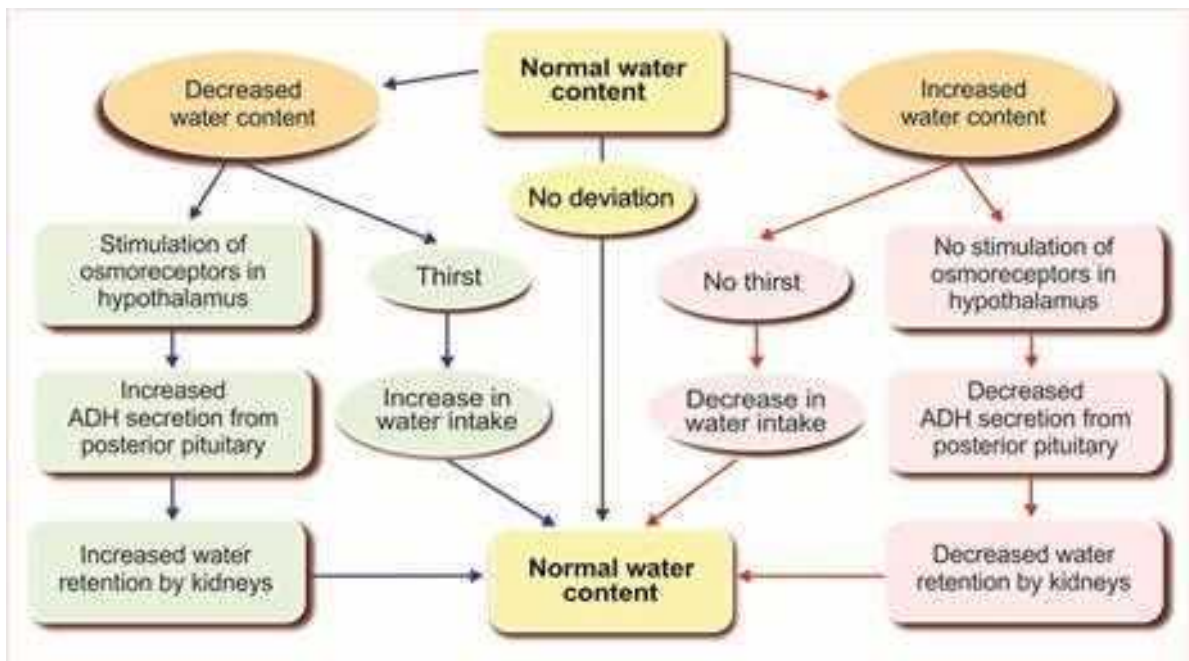 Normal water
content
Decreased
water content
Increased
water content
No deviation
Stimulation of
osmoreceptors in
hypothalamus
Thirst
No thirst
No stimulation of
osmoreceptors in
hypothalamus
Increased
ADH secretion from
posterior pituitary
Increase in
water intake
Decrease in
water intake
Decreased
ADH secretion from
posterior pituitary
Increased water
retention by kidneys
Normal water
content
Decreased water
retention by kidneys